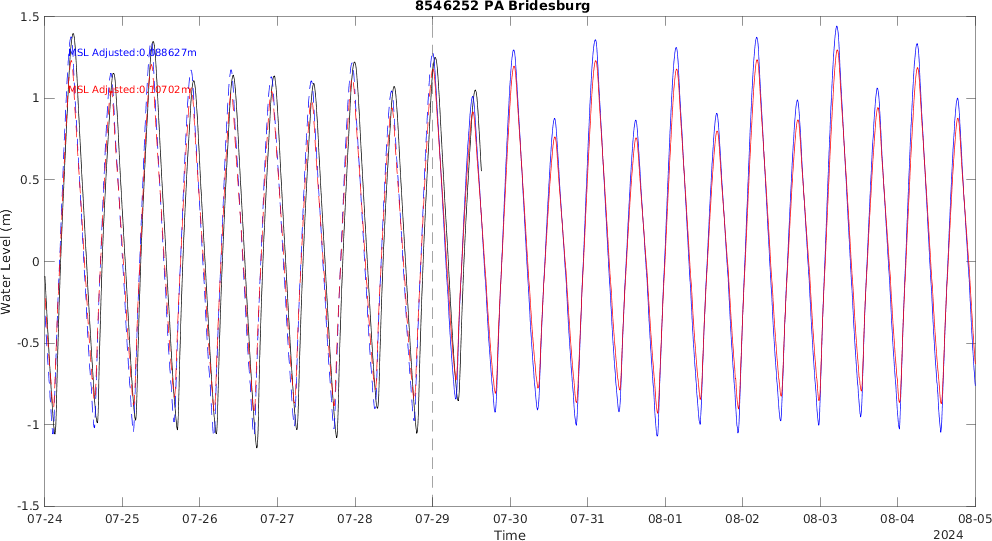 8546252 PA Bridesburg
1.5
MSL Adjusted:0.088627m
MSL Adjusted:0.10702m
1
0.5
0
-0.5
-1
-1.5
Water Level (m)
07-24 07-25 07-26 07-27 07-28 07-29 07-30 07-31 08-01 08-02 08-03 08-04 08-05
Time
2024